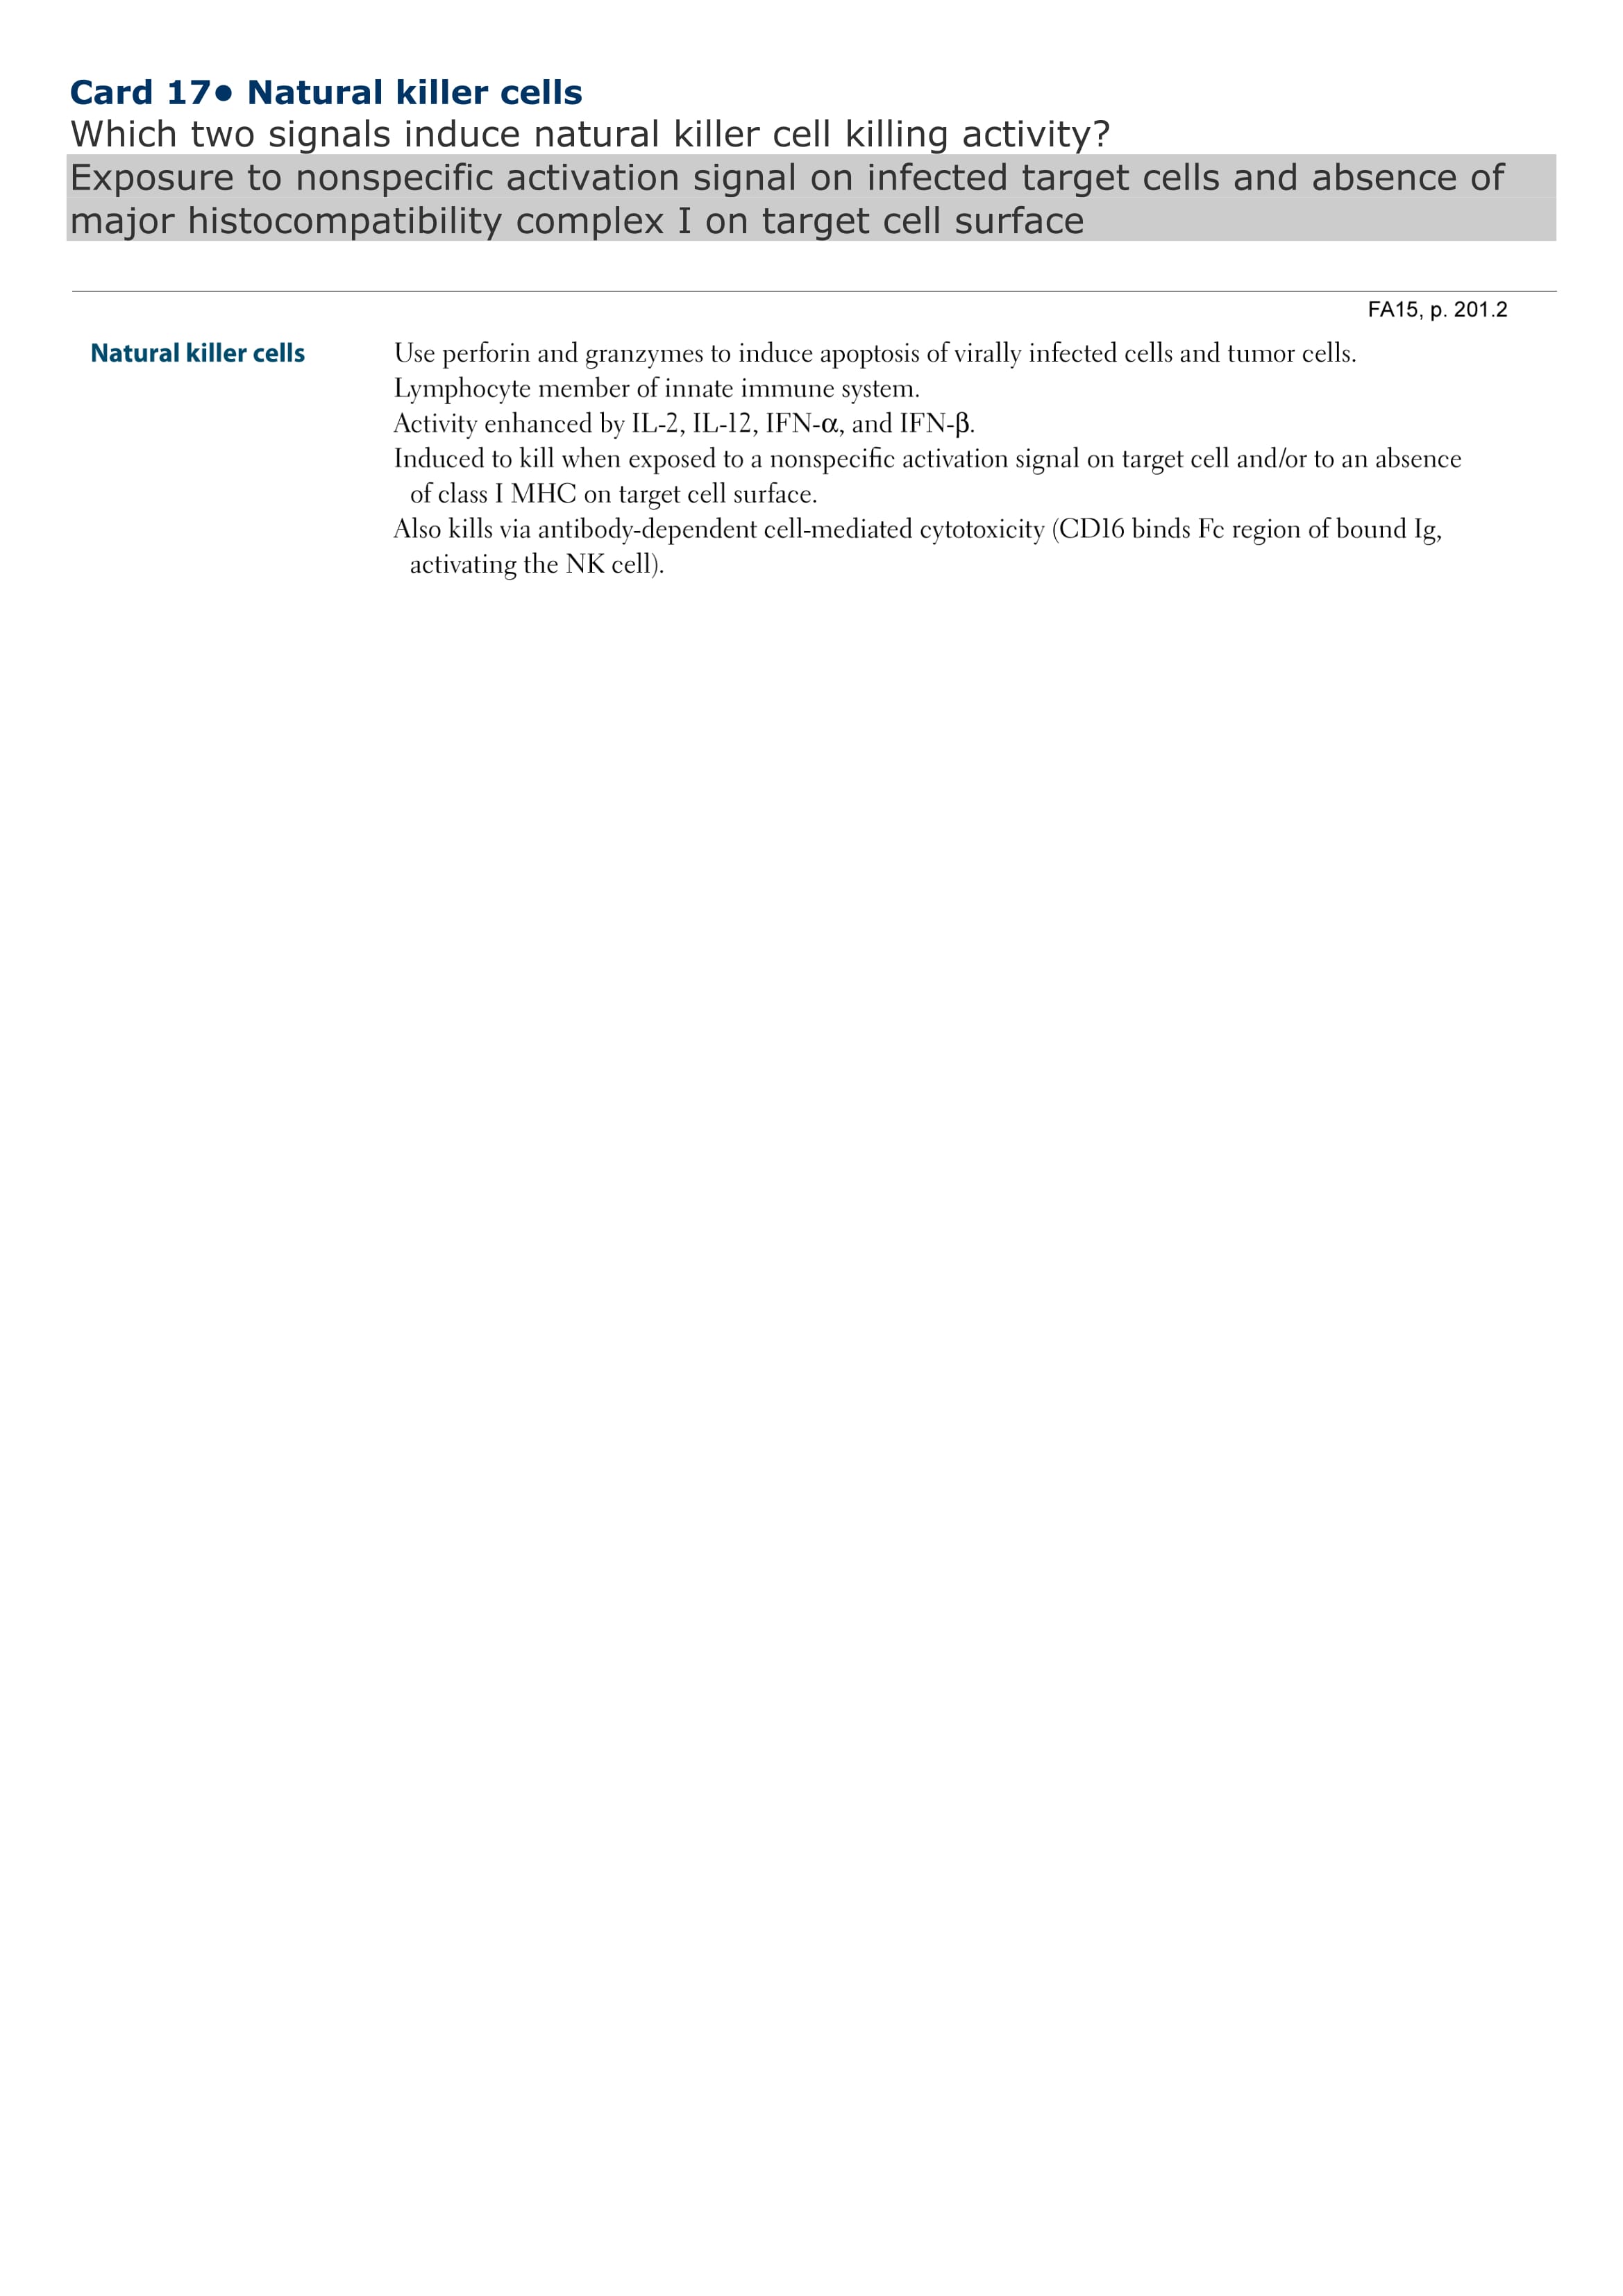 Card 17● Natural killer cells
Which two signals induce natural killer cell killing activity?
Exposure to nonspecific activation signal on infected target cells and absence of
major histocompatibility complex I on target cell surface
FA15, p. 201.2
Natural killer cells
Use perforin and granzymes to induce apoptosis of virally infected cells and tumor cells.
Lymphocyte member of innate immune system.
Activity enhanced by IL-2, IL-12, IFN-α, and IFN-β.
Induced to kill when exposed to a nonspecific activation signal on target cell and/or to an absence
of class I MHC on target cell surface.
Also kills via antibody-dependent cell-mediated cytotoxicity (CD16 binds Fc region of bound Ig,
activating the NK cell).